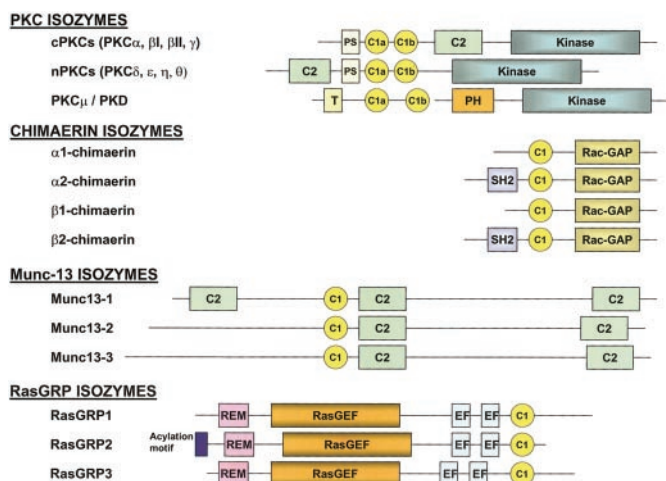 PKC ISOZYMES
cPKCs (PKCα, βI, βII, γ) PS C1a C1b C2 Kinase
nPKCs (PKCδ, ε, η, θ) C2 PS C1a C1b Kinase
PKCμ / PKD T C1a C1b PH Kinase
CHIMAERIN ISOZYMES
α1-chimaerin C1 Rac-GAP
α2-chimaerin SH2 C1 Rac-GAP
β1-chimaerin C1 Rac-GAP
β2-chimaerin SH2 C1 Rac-GAP
Munc-13 ISOZYMES
Munc13-1 C2 C1 C2 C2
Munc13-2 C1 C2 C2
Munc13-3 C1 C2 C2
RasGRP ISOZYMES
RasGRP1 REM RasGEF EF EF C1
RasGRP2 Acylation motif REM RasGEF EF EF C1
RasGRP3 REM RasGEF EF EF C1